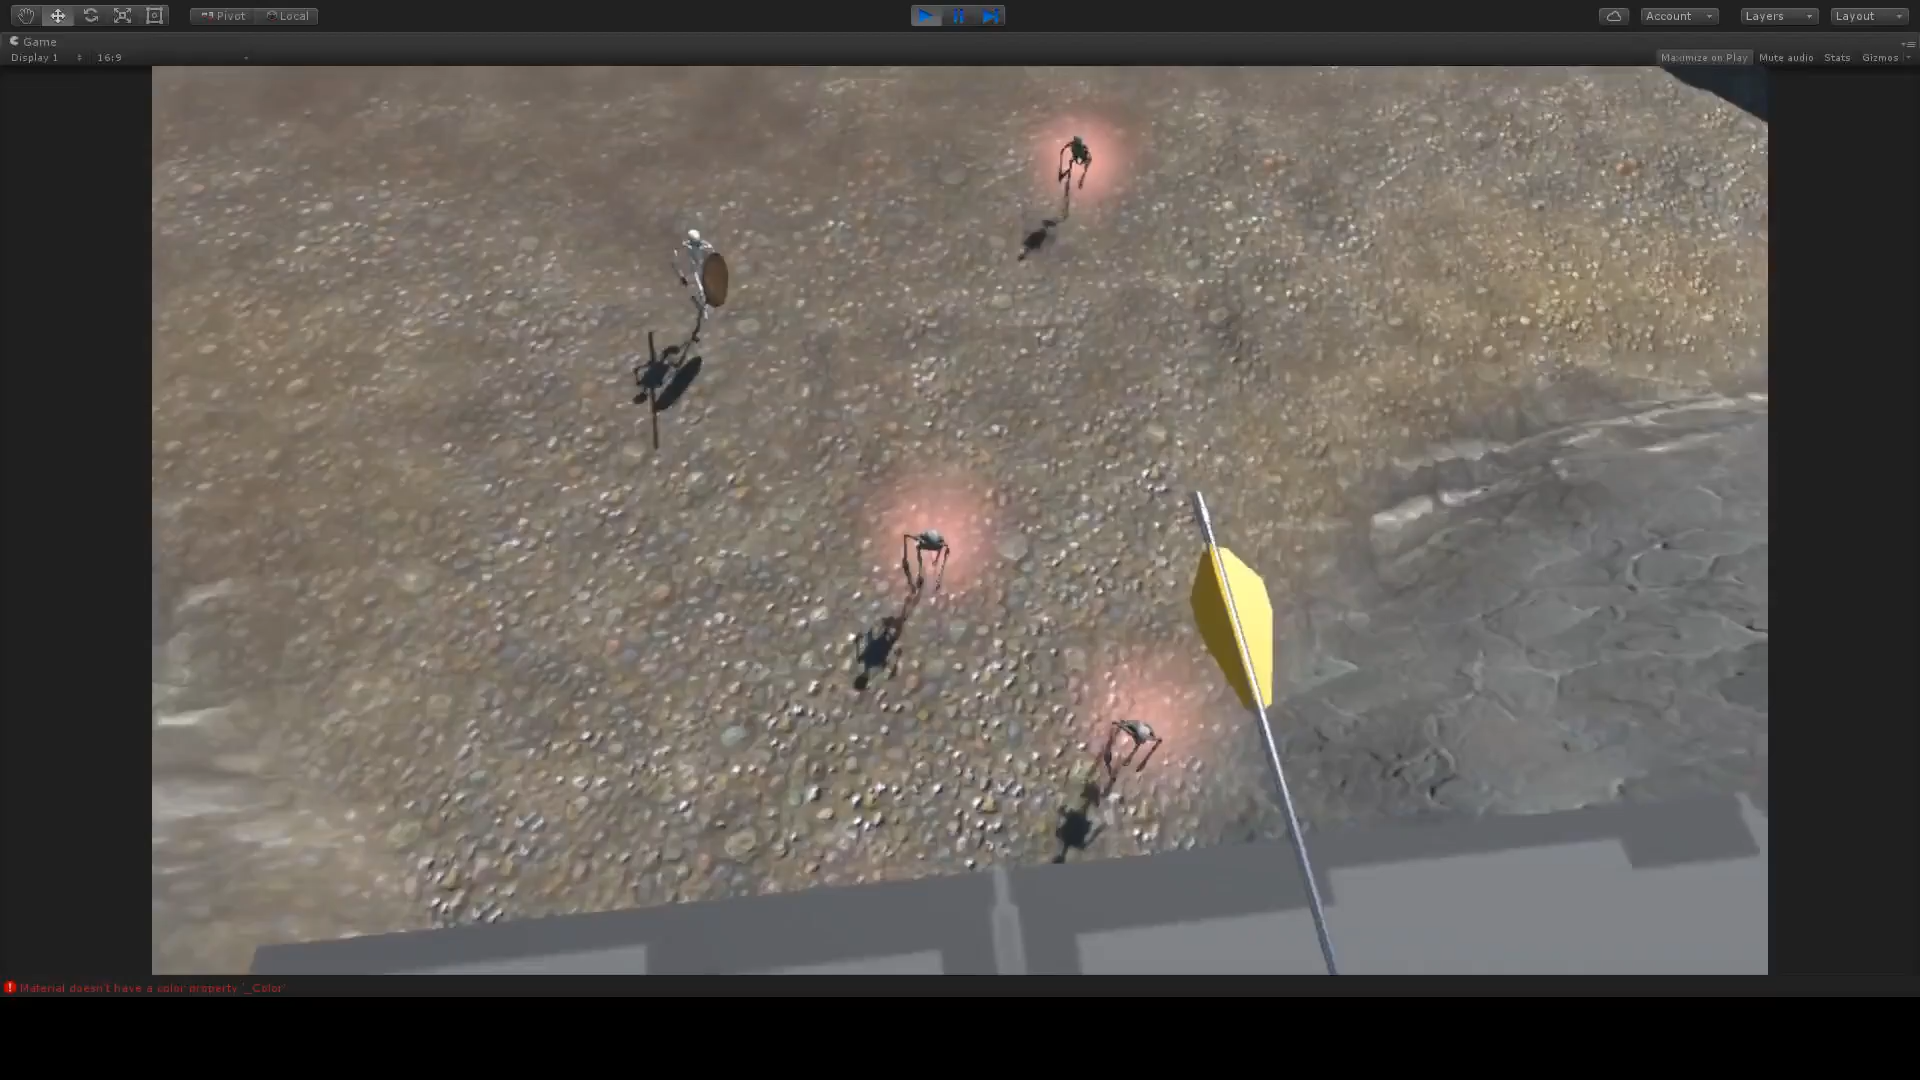 Pivot Local Account Layers Layout
Game
Display 1 16:9 Maximize on Play Mute audio Stats Gizmos
Material doesn't have a color property '_Color'